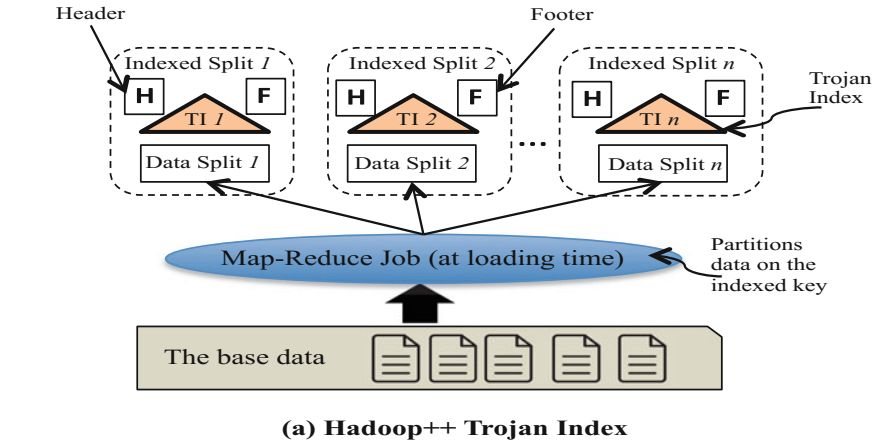 Header
Footer
Indexed Split 1
Indexed Split 2
Indexed Split n
Trojan
Index
H
F
H
F
H
F
TI 1
TI 2
TI n
...
Data Split 1
Data Split 2
Data Split n
Map-Reduce Job (at loading time)
Partitions
data on the
indexed key
The base data
(a) Hadoop++ Trojan Index